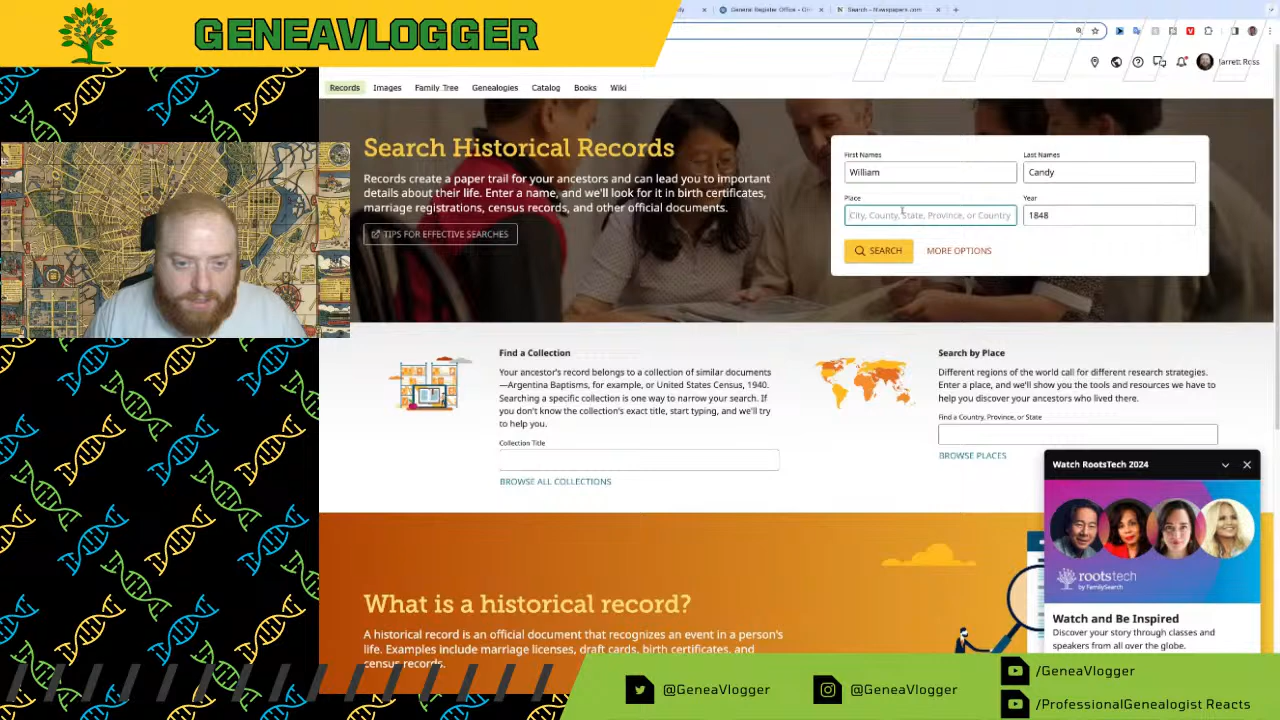 GENEAVLOGGER
General Register Office - Onl
Search - Newspapers.com
Jarrett Ross
Records
Images
Family Tree
Genealogies
Catalog
Books
Wiki
Search Historical Records
Records create a paper trail for your ancestors and can lead you to important
details about their life. Enter a name, and we'll look for it in birth certificates,
marriage registrations, census records, and other official documents.
TIPS FOR EFFECTIVE SEARCHES
First Names
Last Names
William
Candy
Place
Year
City, County, State, Province, or Country
1848
SEARCH
MORE OPTIONS
Find a Collection
Your ancestor's record belongs to a collection of similar documents
—Argentina Baptisms, for example, or United States Census, 1940.
Searching a specific collection is one way to narrow your search. If
you don't know the collection's exact title, start typing, and we'll try
to help you.
Collection Title
BROWSE ALL COLLECTIONS
Search by Place
Different regions of the world call for different research strategies.
Enter a place, and we'll show you the tools and resources we have to
help you discover your ancestors who lived there.
Find a Country, Province, or State
BROWSE PLACES
Watch RootsTech 2024
rootstech
by FamilySearch
Watch and Be Inspired
Discover your story through classes and
speakers from all over the globe.
What is a historical record?
A historical record is an official document that recognizes an event in a person's
life. Examples include marriage licenses, draft cards, birth certificates, and
census records.
@GeneaVlogger
@GeneaVlogger
/GeneaVlogger
/ProfessionalGenealogist Reacts